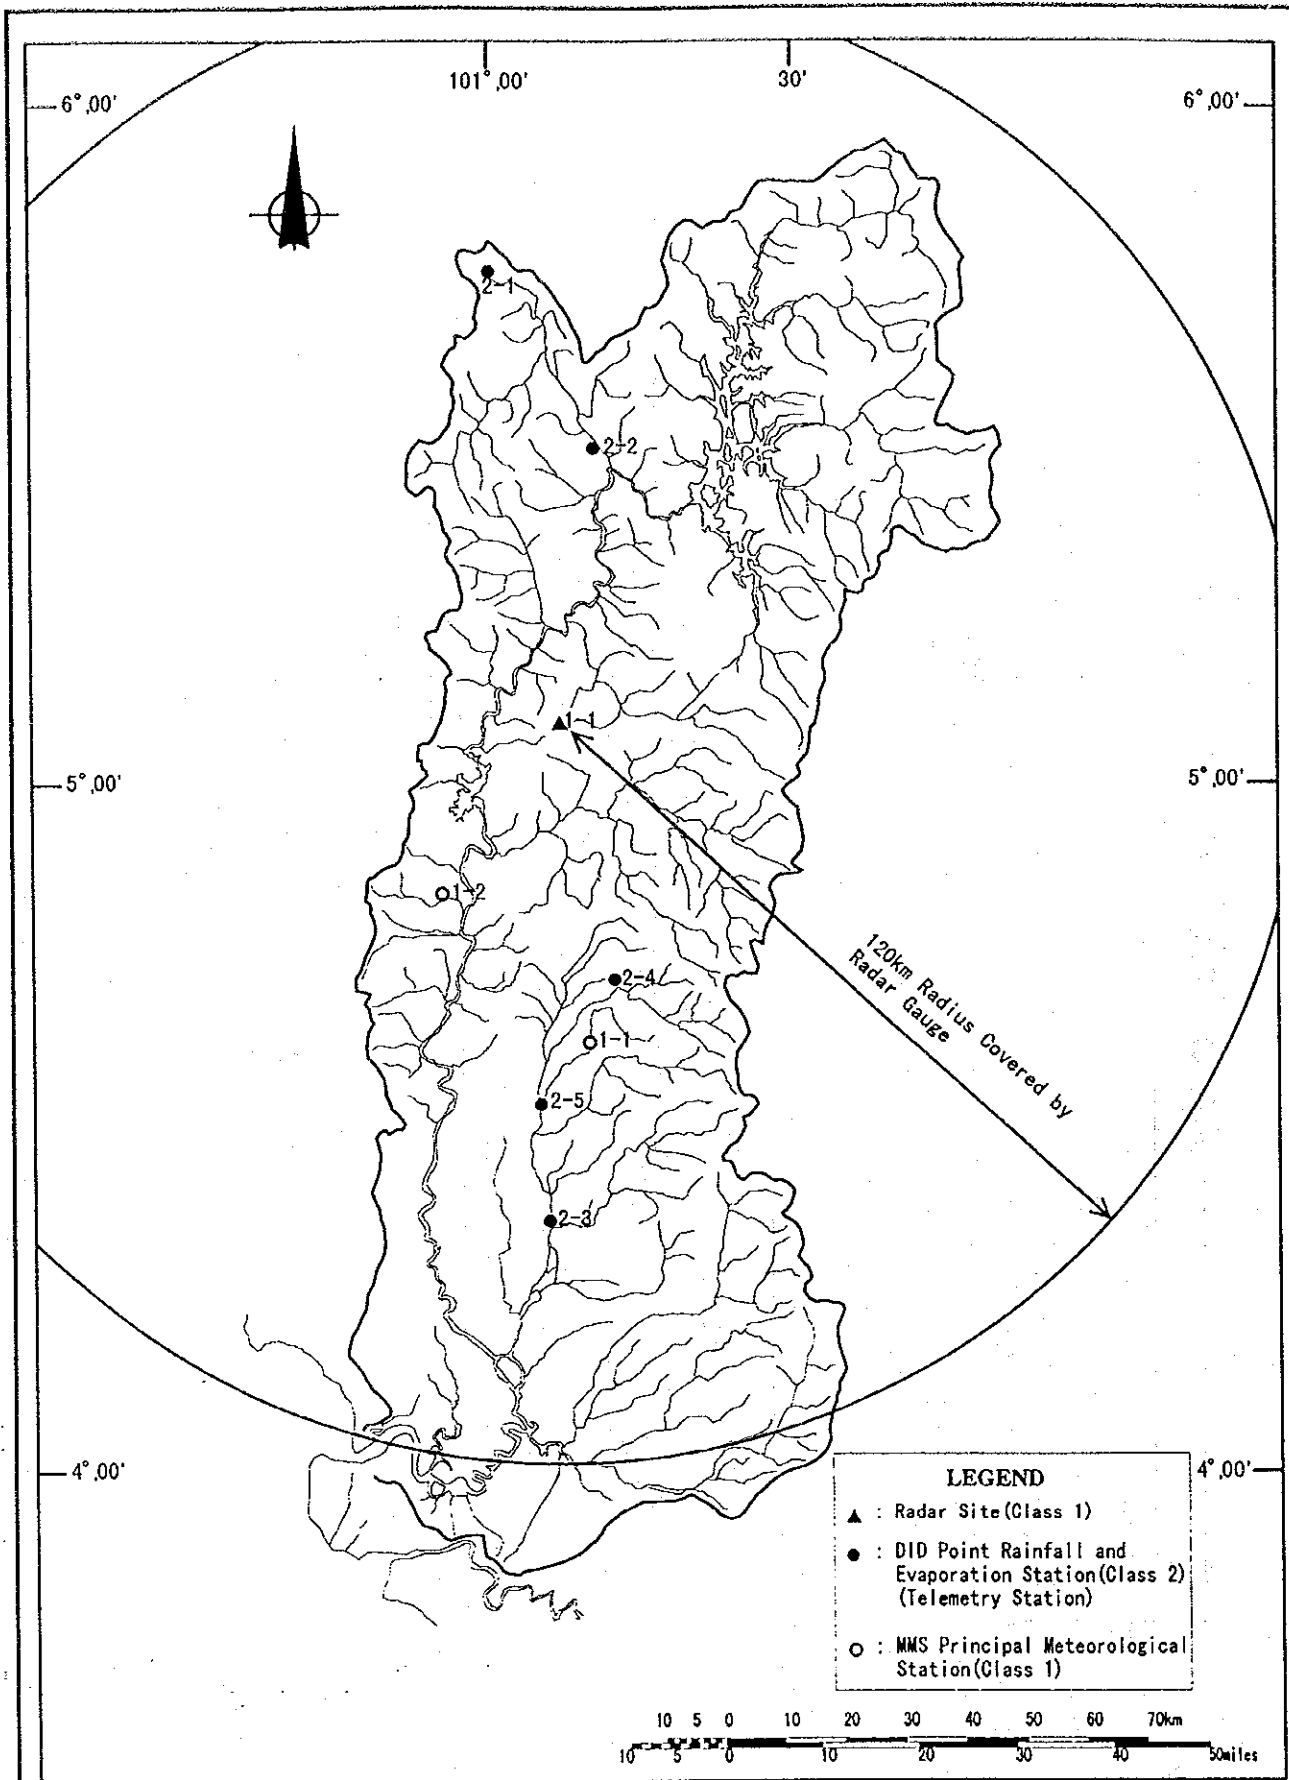 101°,00'
30'
6°,00'
6°,00'
2-1
2-2
1-1
5°,00'
5°,00'
1-2
120km Radius Covered by
Radar Gauge
2-4
1-1
2-5
2-3
4°,00'
4°,00'
LEGEND
▲ : Radar Site(Class 1)
● : DID Point Rainfall and
Evaporation Station(Class 2)
(Telemetry Station)
○ : MMS Principal Meteorological
Station(Class 1)
10 5 0 10 20 30 40 50 60 70km
10 5 0 10 20 30 40 50miles